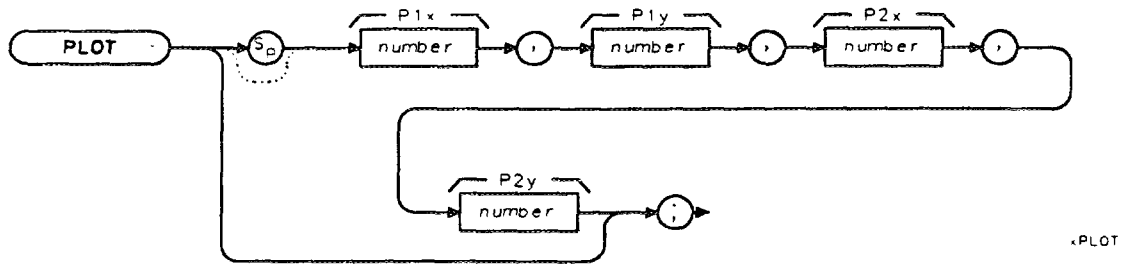 P1x P1y P2x
PLOT Sp number , number , number ,
P2y
number ;
xPLOT